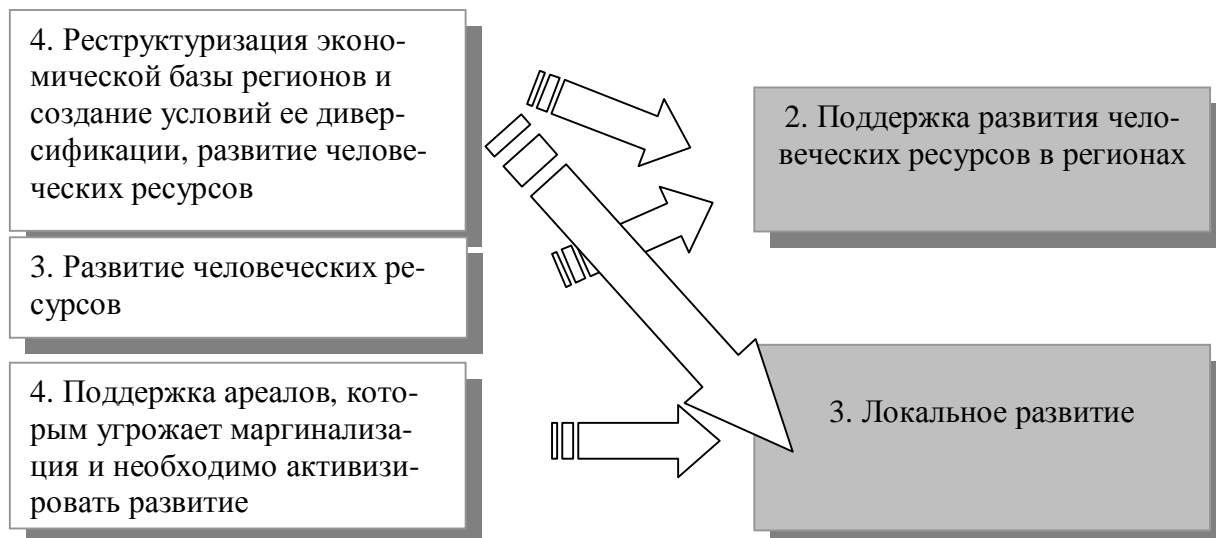 4. Реструктуризация эконо-
мической базы регионов и
создание условий ее дивер-
сификации, развитие челове-
ческих ресурсов
3. Развитие человеческих ре-
сурсов
4. Поддержка ареалов, кото-
рым угрожает маргинализа-
ция и необходимо активизи-
ровать развитие
2. Поддержка развития чело-
веческих ресурсов в регионах
3. Локальное развитие